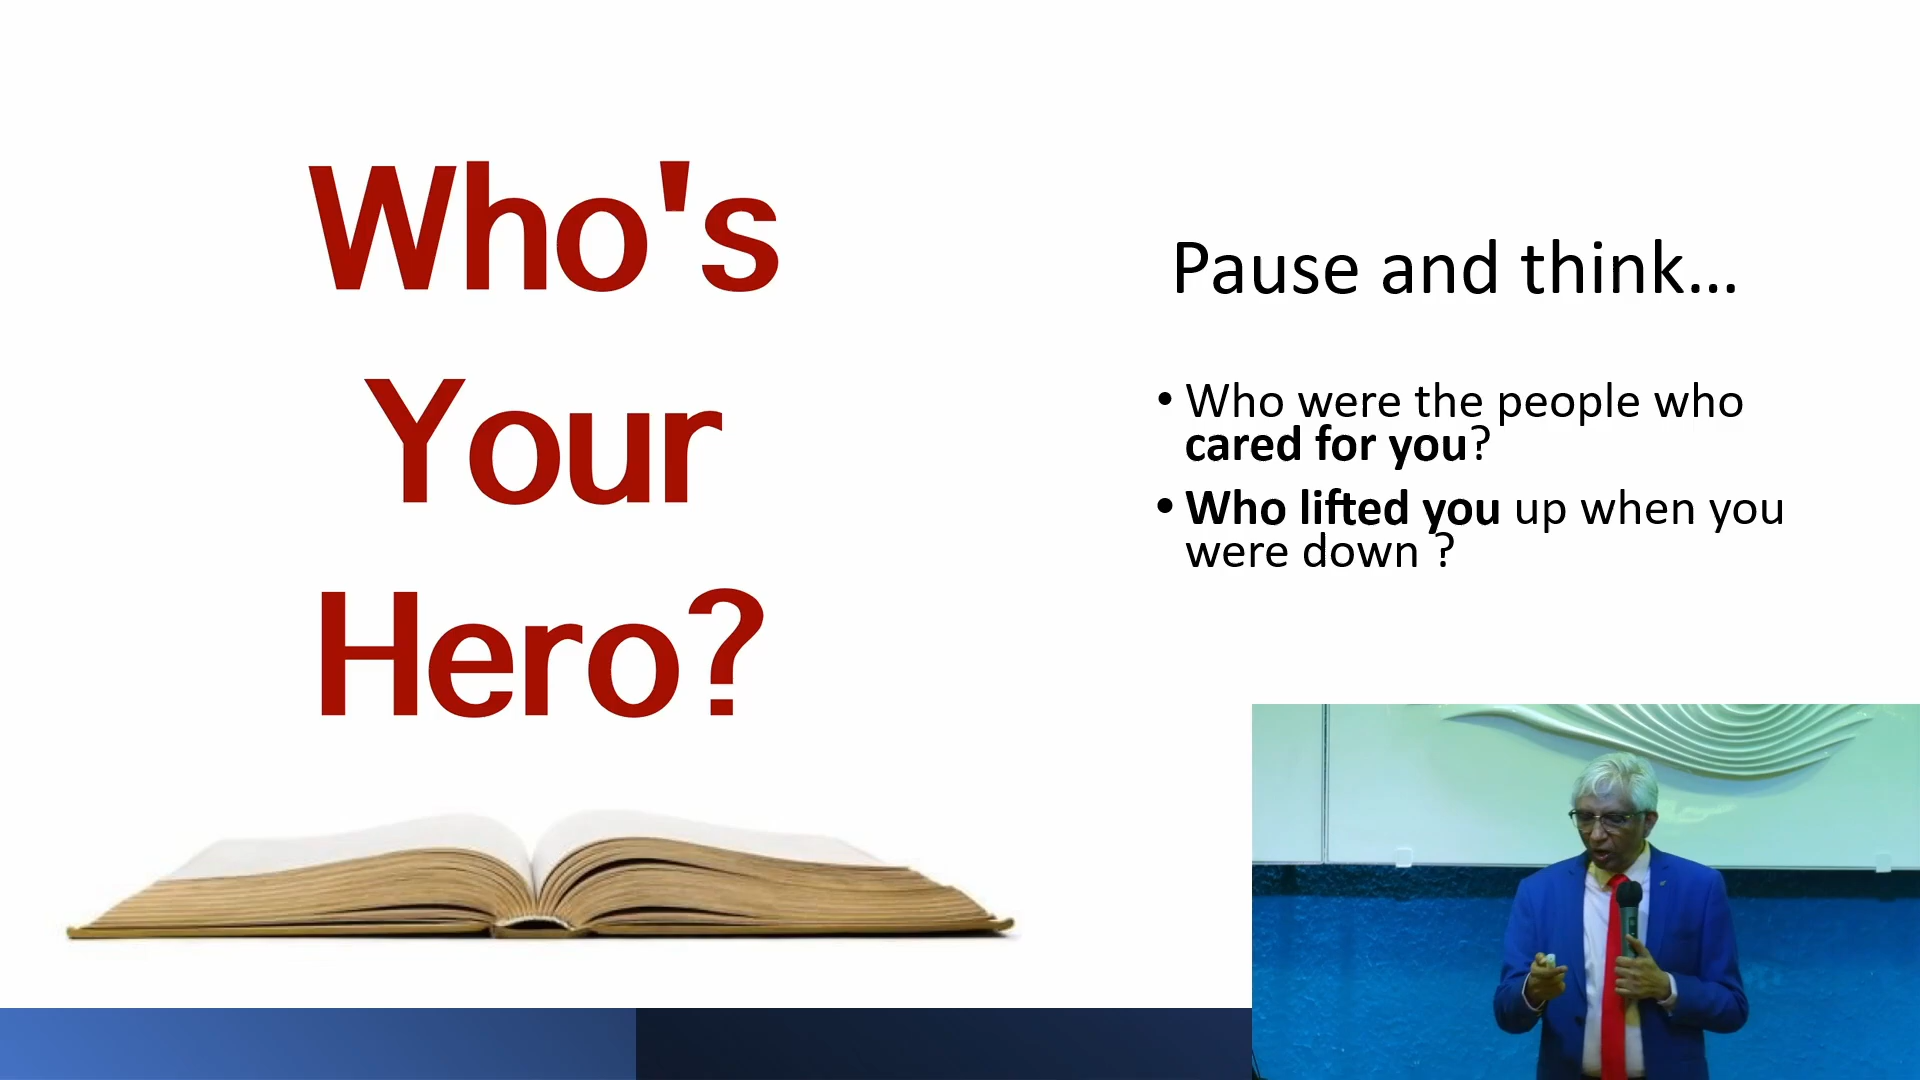 Who's
Your
Hero?
Pause and think...
• Who were the people who
cared for you?
• Who lifted you up when you
were down ?